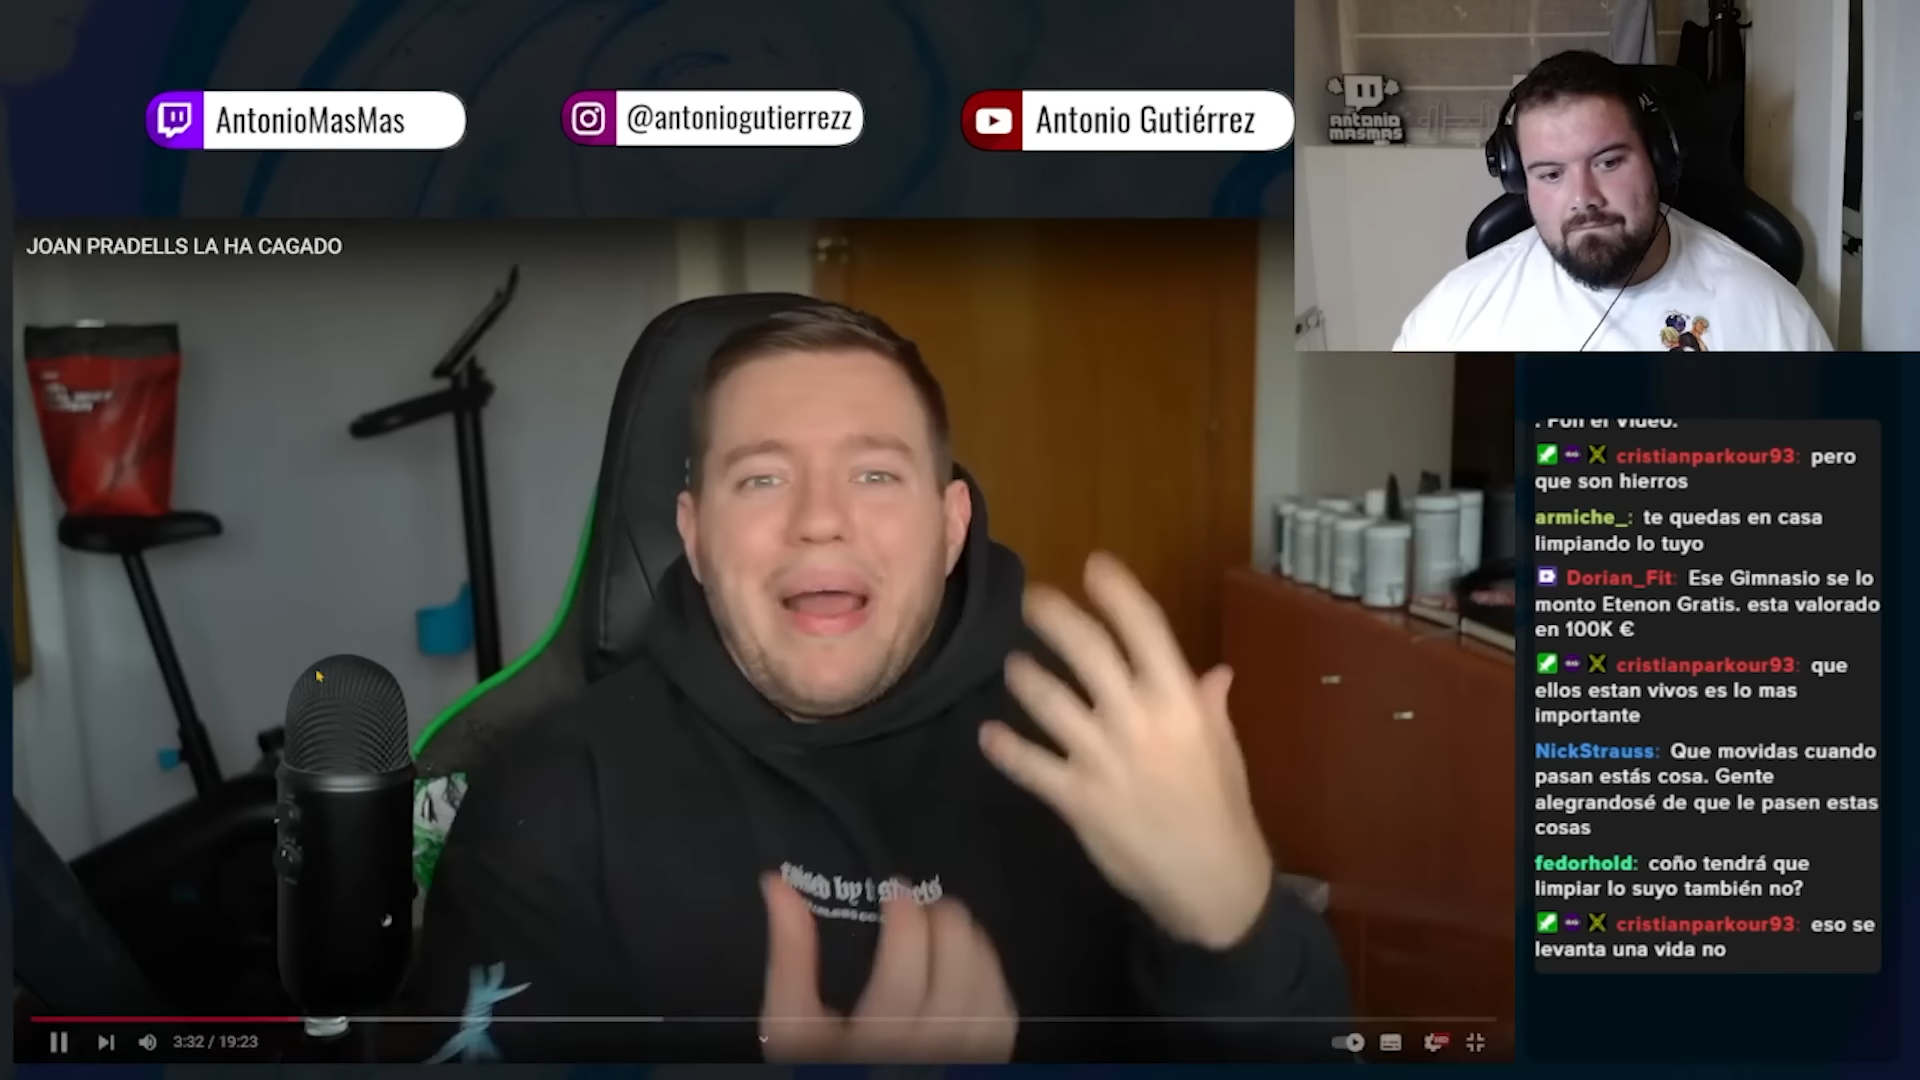 AntonioMasMas
@antoniogutierrezz
Antonio Gutiérrez
ANTONIO
MASMAS
JOAN PRADELLS LA HA CAGADO
. Pon el video.
cristianparkour93: pero
que son hierros
armiche_: te quedas en casa
limpiando lo tuyo
Dorian_Fit: Ese Gimnasio se lo
monto Etenon Gratis. esta valorado
en 100K €
cristianparkour93: que
ellos estan vivos es lo mas
importante
NickStrauss: Que movidas cuando
pasan estás cosa. Gente
alegrandosé de que le pasen estas
cosas
fedorhold: coño tendrá que
limpiar lo suyo también no?
cristianparkour93: eso se
levanta una vida no
3:32 / 19:23
HD